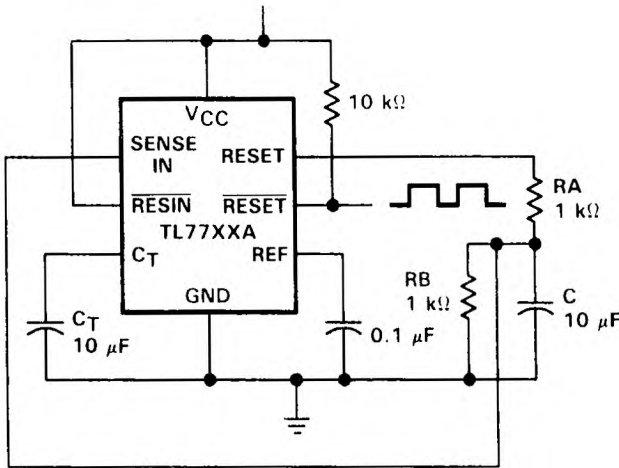 10 kΩ
VCC
SENSE
IN
RESET
RA
1 kΩ
RESIN
RESET
TL77XXA
CT
REF
RB
1 kΩ
C
10 μF
GND
CT
10 μF
0.1 μF